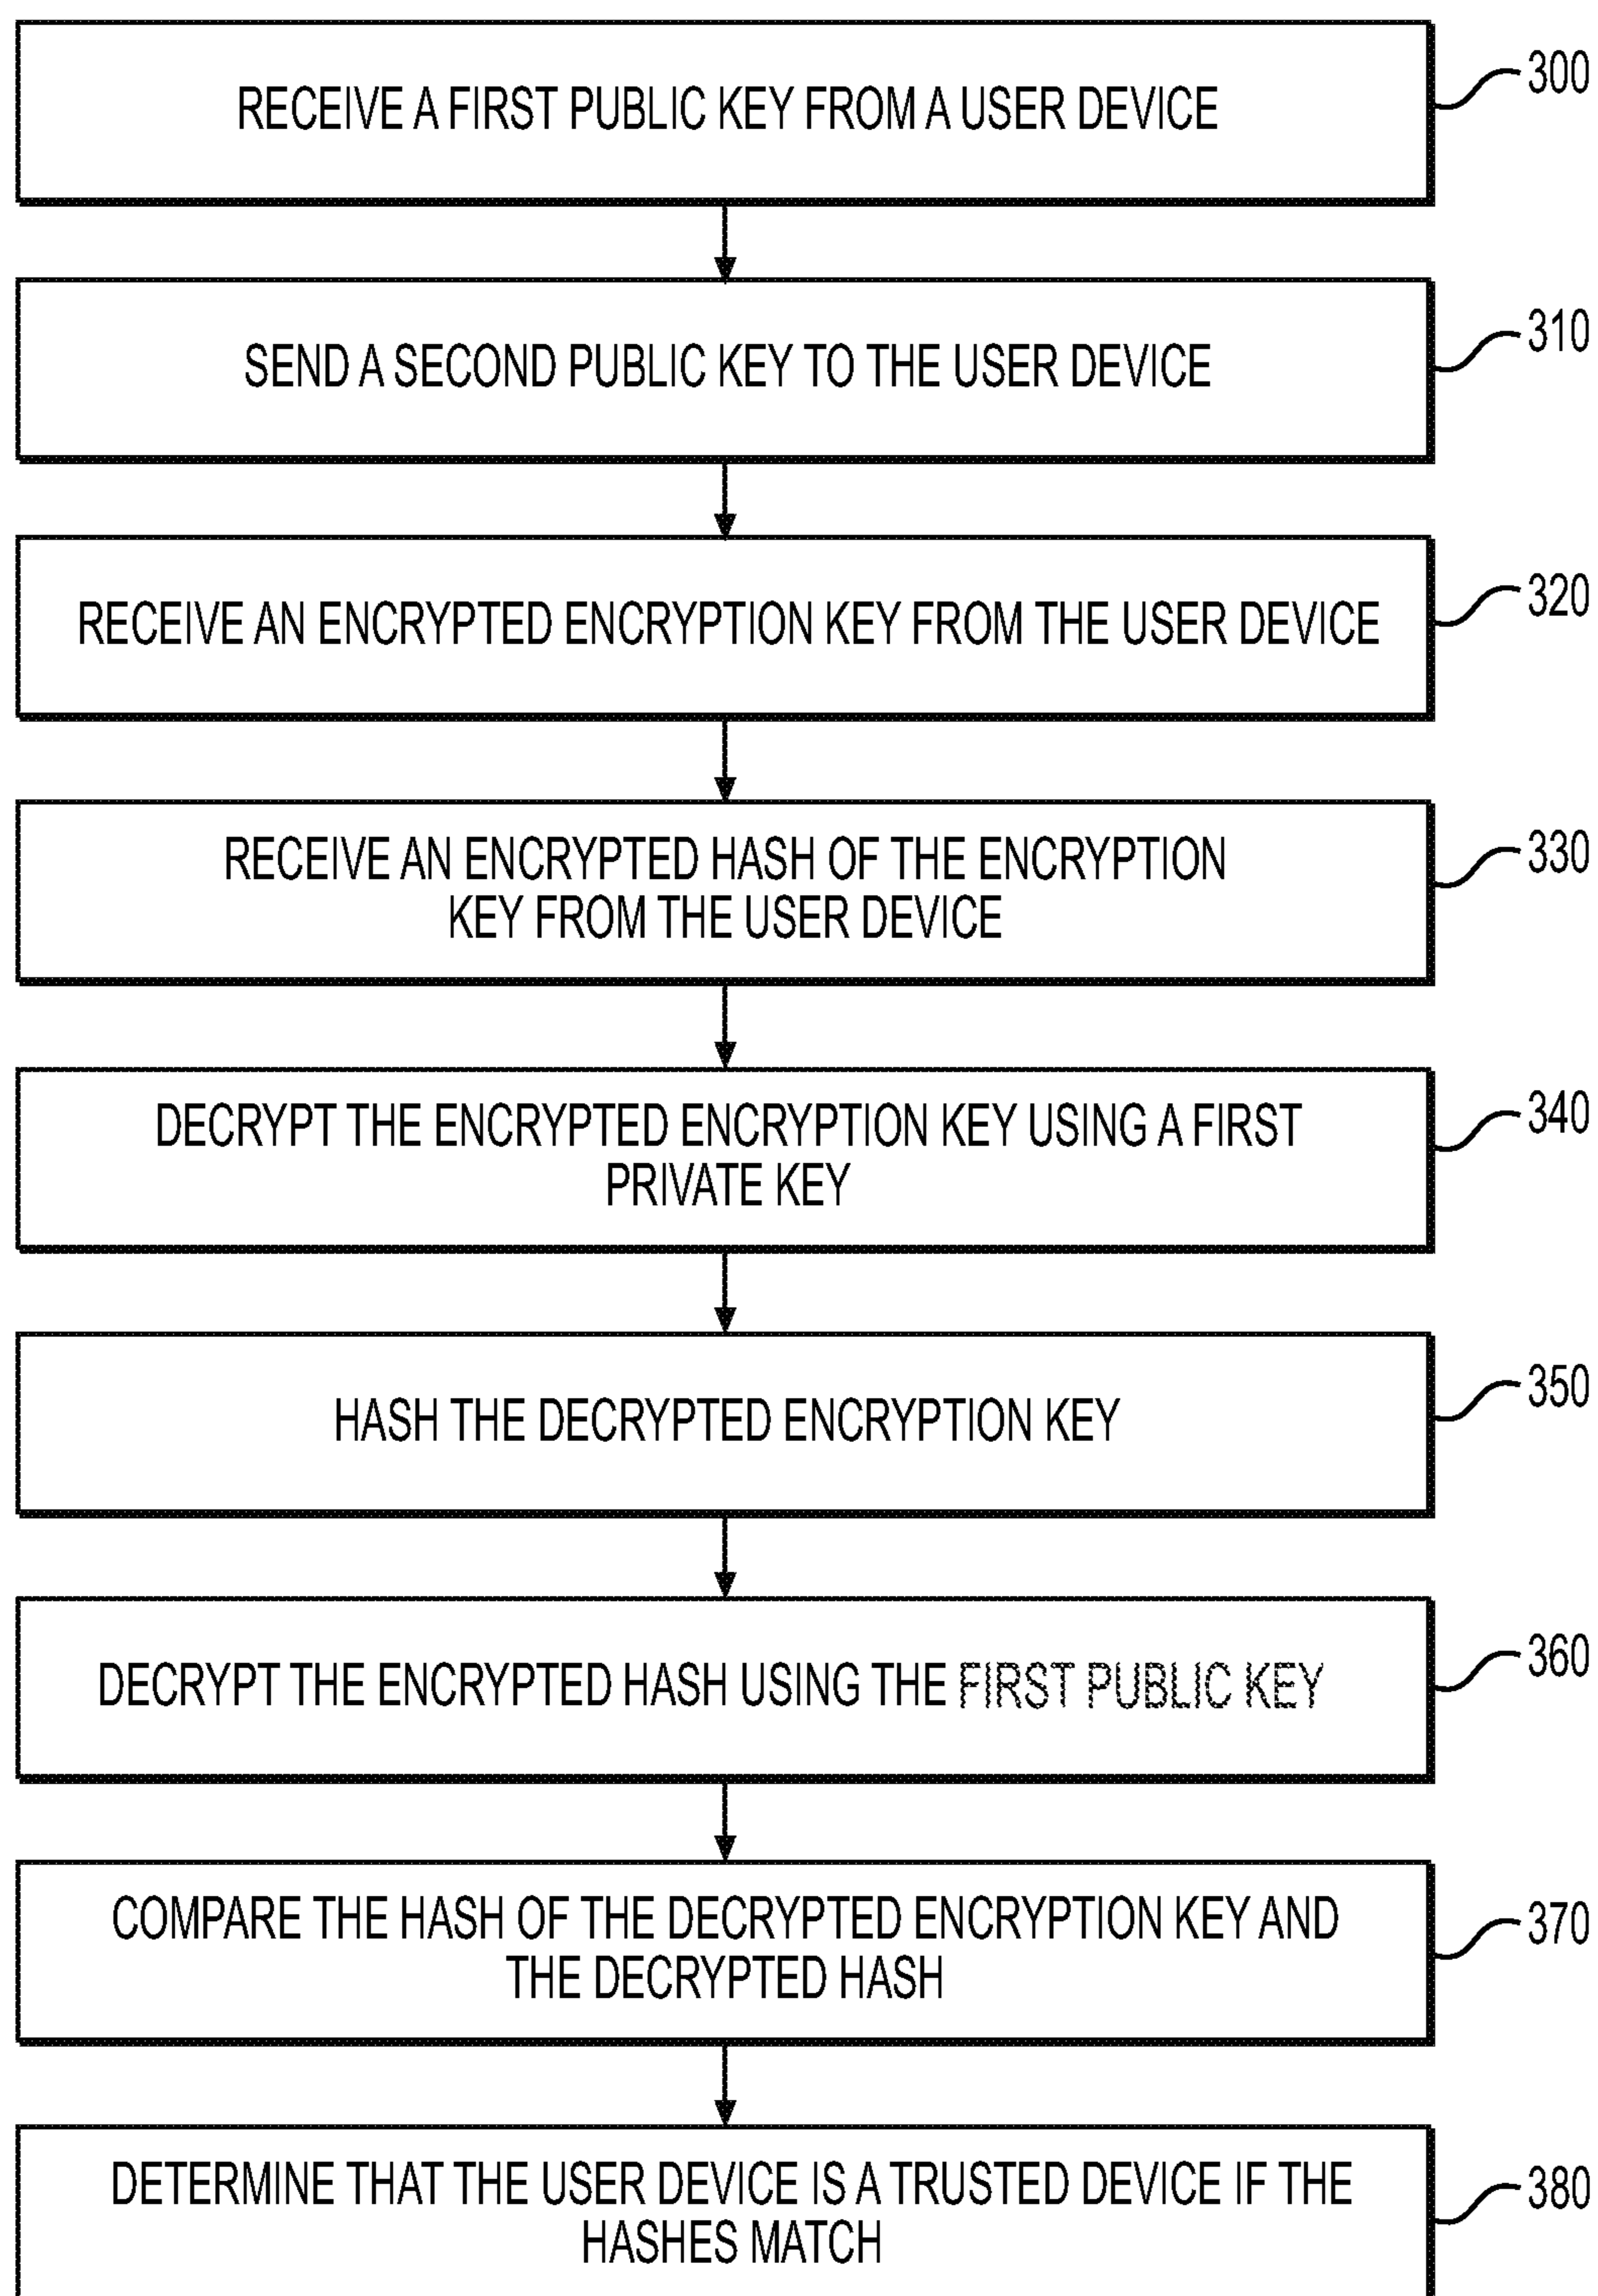 RECEIVE A FIRST PUBLIC KEY FROM A USER DEVICE
300
SEND A SECOND PUBLIC KEY TO THE USER DEVICE
310
RECEIVE AN ENCRYPTED ENCRYPTION KEY FROM THE USER DEVICE
320
RECEIVE AN ENCRYPTED HASH OF THE ENCRYPTION
KEY FROM THE USER DEVICE
330
DECRYPT THE ENCRYPTED ENCRYPTION KEY USING A FIRST
PRIVATE KEY
340
HASH THE DECRYPTED ENCRYPTION KEY
350
DECRYPT THE ENCRYPTED HASH USING THE FIRST PUBLIC KEY
360
COMPARE THE HASH OF THE DECRYPTED ENCRYPTION KEY AND
THE DECRYPTED HASH
370
DETERMINE THAT THE USER DEVICE IS A TRUSTED DEVICE IF THE
HASHES MATCH
380